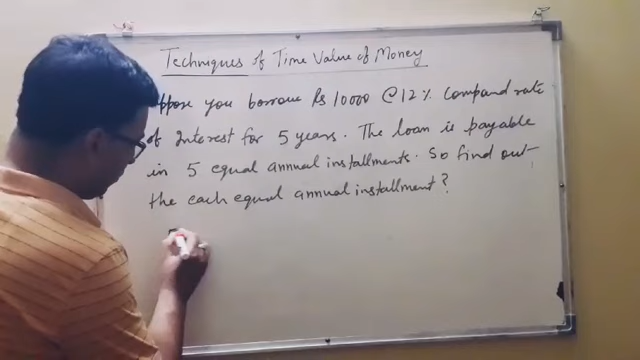 Techniques of Time Value of Money
ppose you borrow Rs 10000 @12% Compand rate
of Interest for 5 years. The loan is payable
in 5 equal annual installments. So find out
the each equal annual installment?